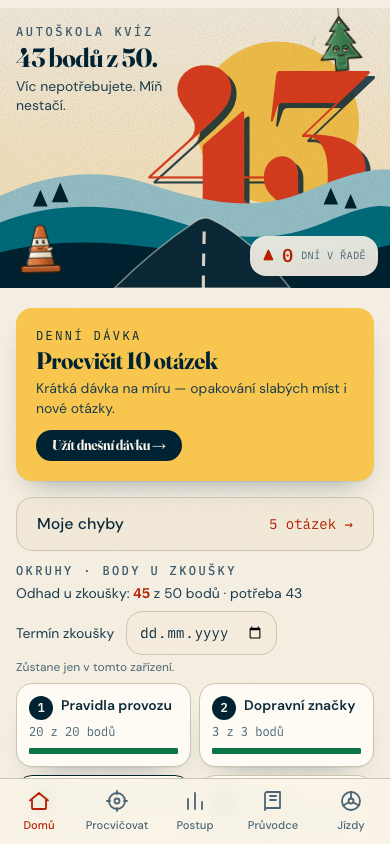 AUTOŠKOLA KVÍZ
43 bodů z 50.
Víc nepotřebujete. Míň
nestačí.
43
▲ 0 DNÍ V ŘADĚ
DENNÍ DÁVKA
Procvičit 10 otázek
Krátká dávka na míru — opakování slabých míst i
nové otázky.
Užít dnešní dávku →
Moje chyby 5 otázek →
OKRUHY · BODY U ZKOUŠKY
Odhad u zkoušky: 45 z 50 bodů · potřeba 43
Termín zkoušky dd.mm.yyyy
Zůstane jen v tomto zařízení.
1 Pravidla provozu
20 z 20 bodů
2 Dopravní značky
3 z 3 bodů
Domů Procvičovat Postup Průvodce Jízdy